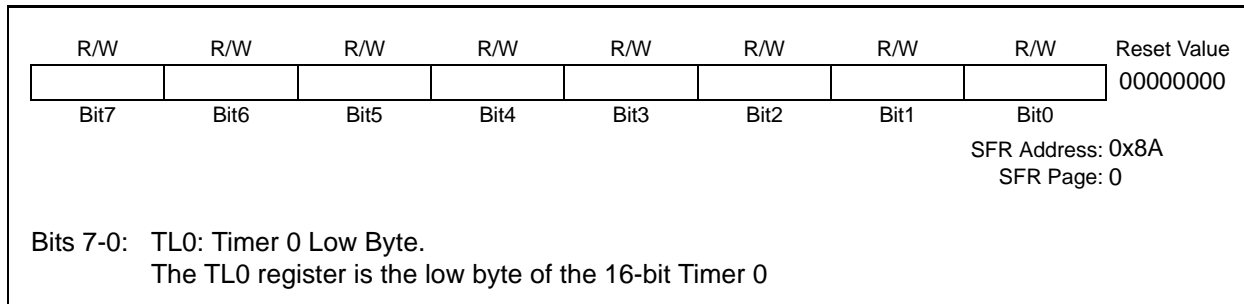 R/W R/W R/W R/W R/W R/W R/W R/W Reset Value
00000000
Bit7 Bit6 Bit5 Bit4 Bit3 Bit2 Bit1 Bit0
SFR Address: 0x8A
SFR Page: 0
Bits 7-0: TL0: Timer 0 Low Byte.
The TL0 register is the low byte of the 16-bit Timer 0